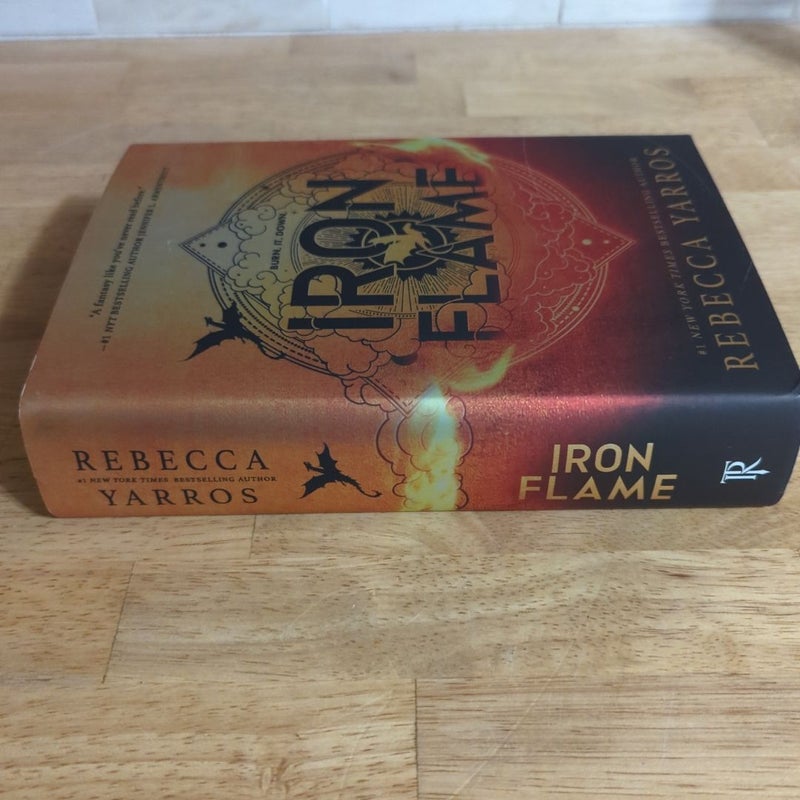 "A fantasy like you've never read before."
—#1 NYT BESTSELLING AUTHOR JENNIFER L. ARMENTROUT
BURN. IT. DOWN.
IRON
FLAME
#1 NEW YORK TIMES BESTSELLING AUTHOR
REBECCA YARROS
REBECCA
#1 NEW YORK TIMES BESTSELLING AUTHOR
YARROS
IRON
FLAME